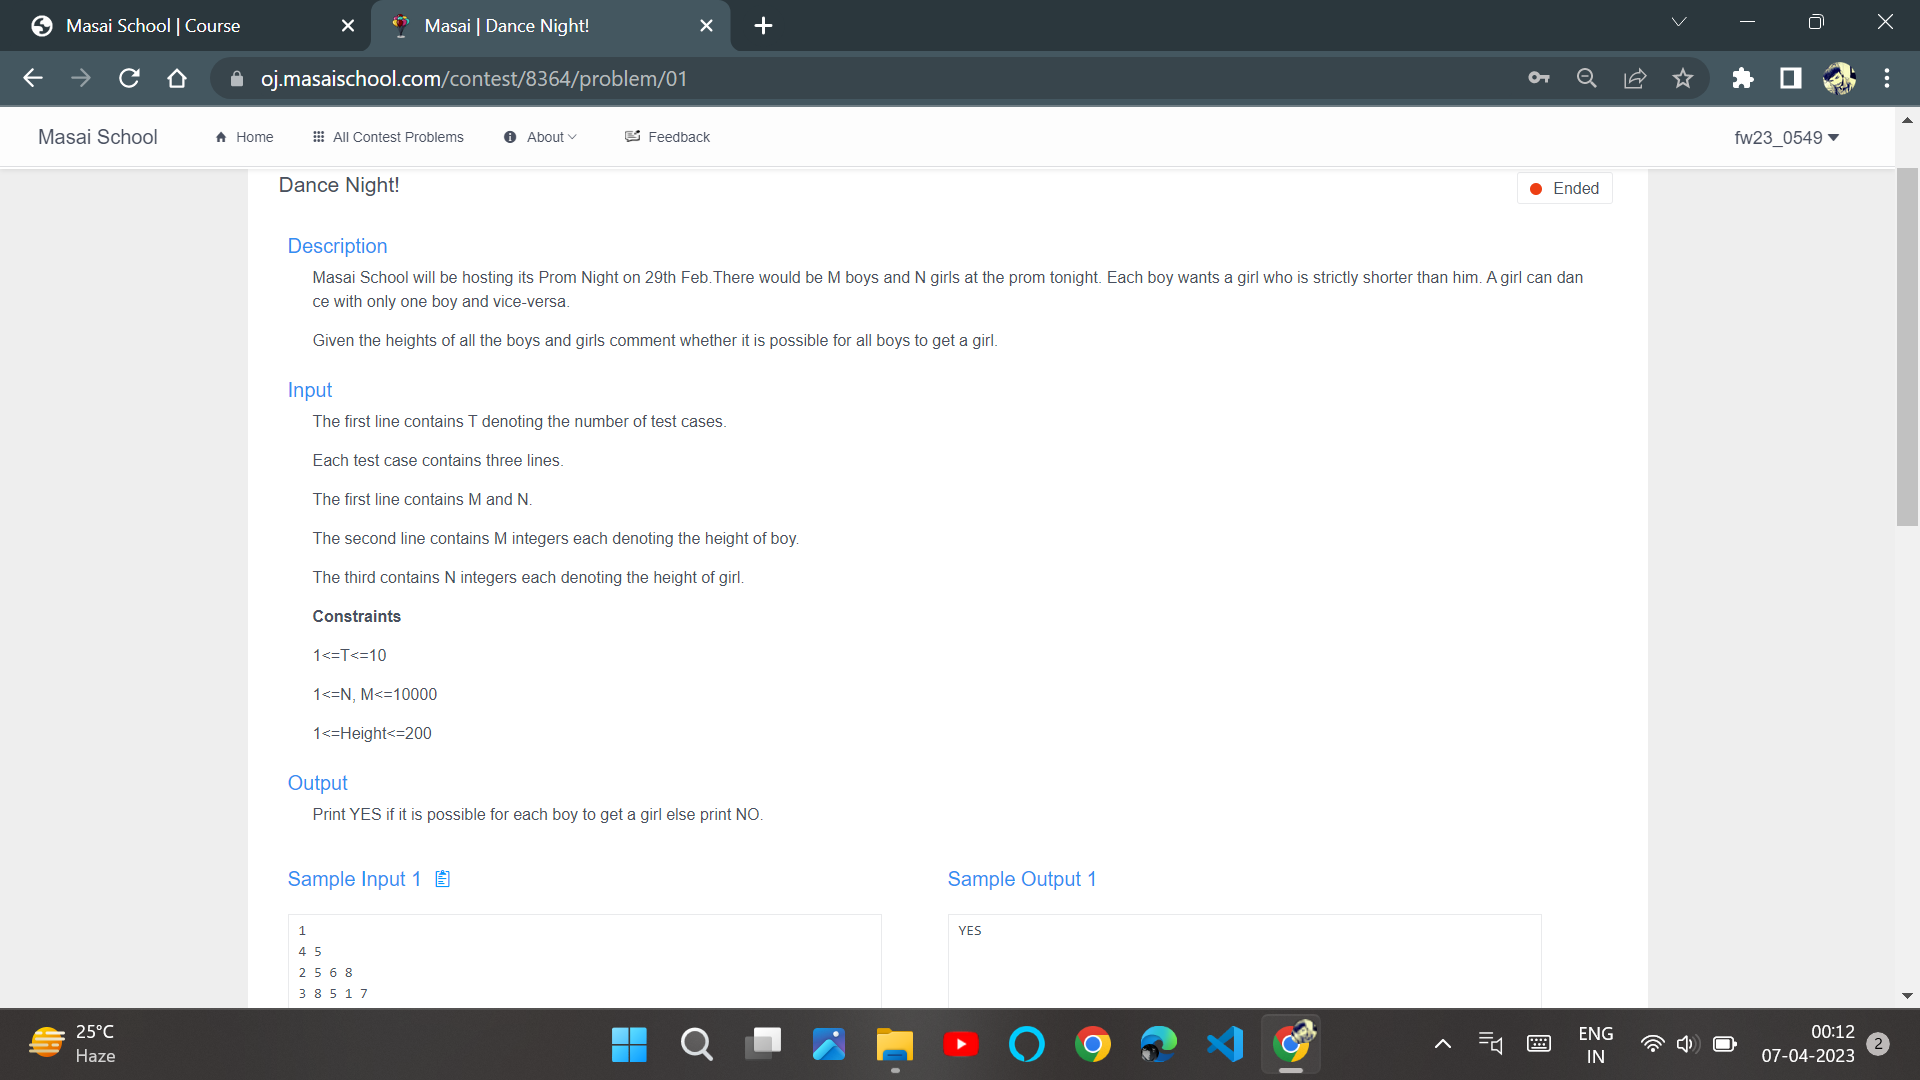 Masai School | Course
Masai | Dance Night!
oj.masaischool.com/contest/8364/problem/01
Masai School
Home
All Contest Problems
About
Feedback
fw23_0549
Dance Night!
Ended
Description
Masai School will be hosting its Prom Night on 29th Feb.There would be M boys and N girls at the prom tonight. Each boy wants a girl who is strictly shorter than him. A girl can dan
ce with only one boy and vice-versa.
Given the heights of all the boys and girls comment whether it is possible for all boys to get a girl.
Input
The first line contains T denoting the number of test cases.
Each test case contains three lines.
The first line contains M and N.
The second line contains M integers each denoting the height of boy.
The third contains N integers each denoting the height of girl.
Constraints
1<=T<=10
1<=N, M<=10000
1<=Height<=200
Output
Print YES if it is possible for each boy to get a girl else print NO.
Sample Input 1
Sample Output 1
1
4 5
2 5 6 8
3 8 5 1 7
YES
25°C
Haze
ENG
IN
00:12
07-04-2023
2